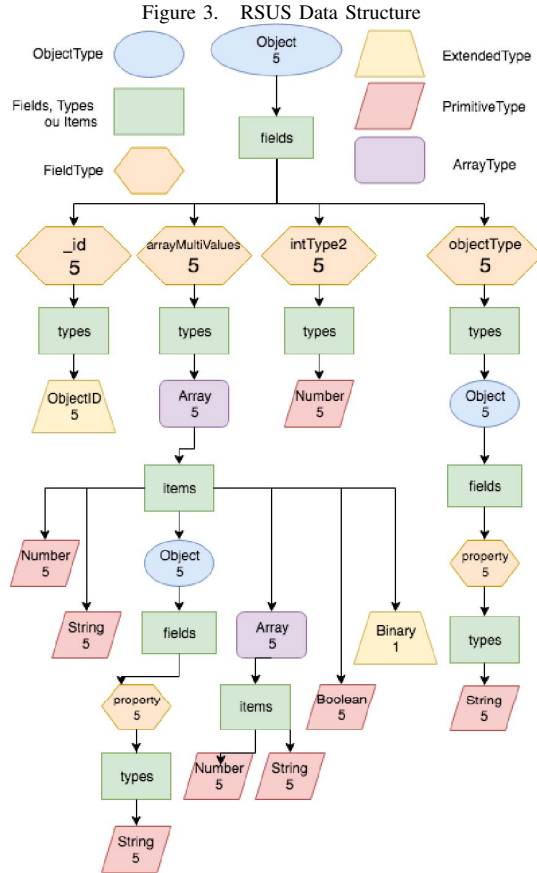 Figure 3. RSUS Data Structure
ObjectType
Object
5
ExtendedType
Fields, Types
ou Items
fields
PrimitiveType
FieldType
ArrayType
_id
5
arrayMultiValues
5
intType2
5
objectType
5
types
types
types
types
ObjectID
5
Array
5
Number
5
Object
5
items
fields
Number
5
Object
5
property
5
String
5
fields
Array
5
Binary
1
types
property
5
items
Boolean
5
String
5
types
Number
5
String
5
String
5